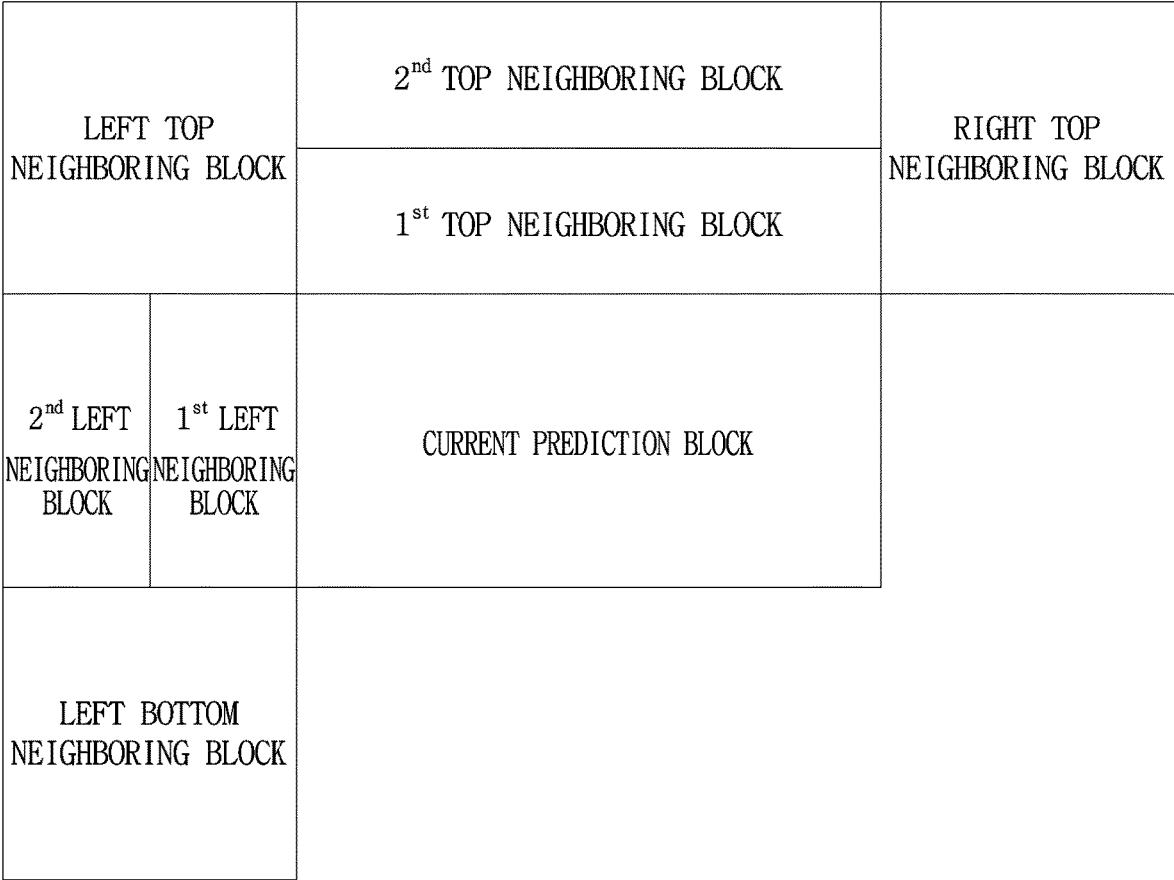 2nd TOP NEIGHBORING BLOCK
LEFT TOP
NEIGHBORING BLOCK
RIGHT TOP
NEIGHBORING BLOCK
1st TOP NEIGHBORING BLOCK
2nd LEFT
NEIGHBORING
BLOCK
1st LEFT
NEIGHBORING
BLOCK
CURRENT PREDICTION BLOCK
LEFT BOTTOM
NEIGHBORING BLOCK